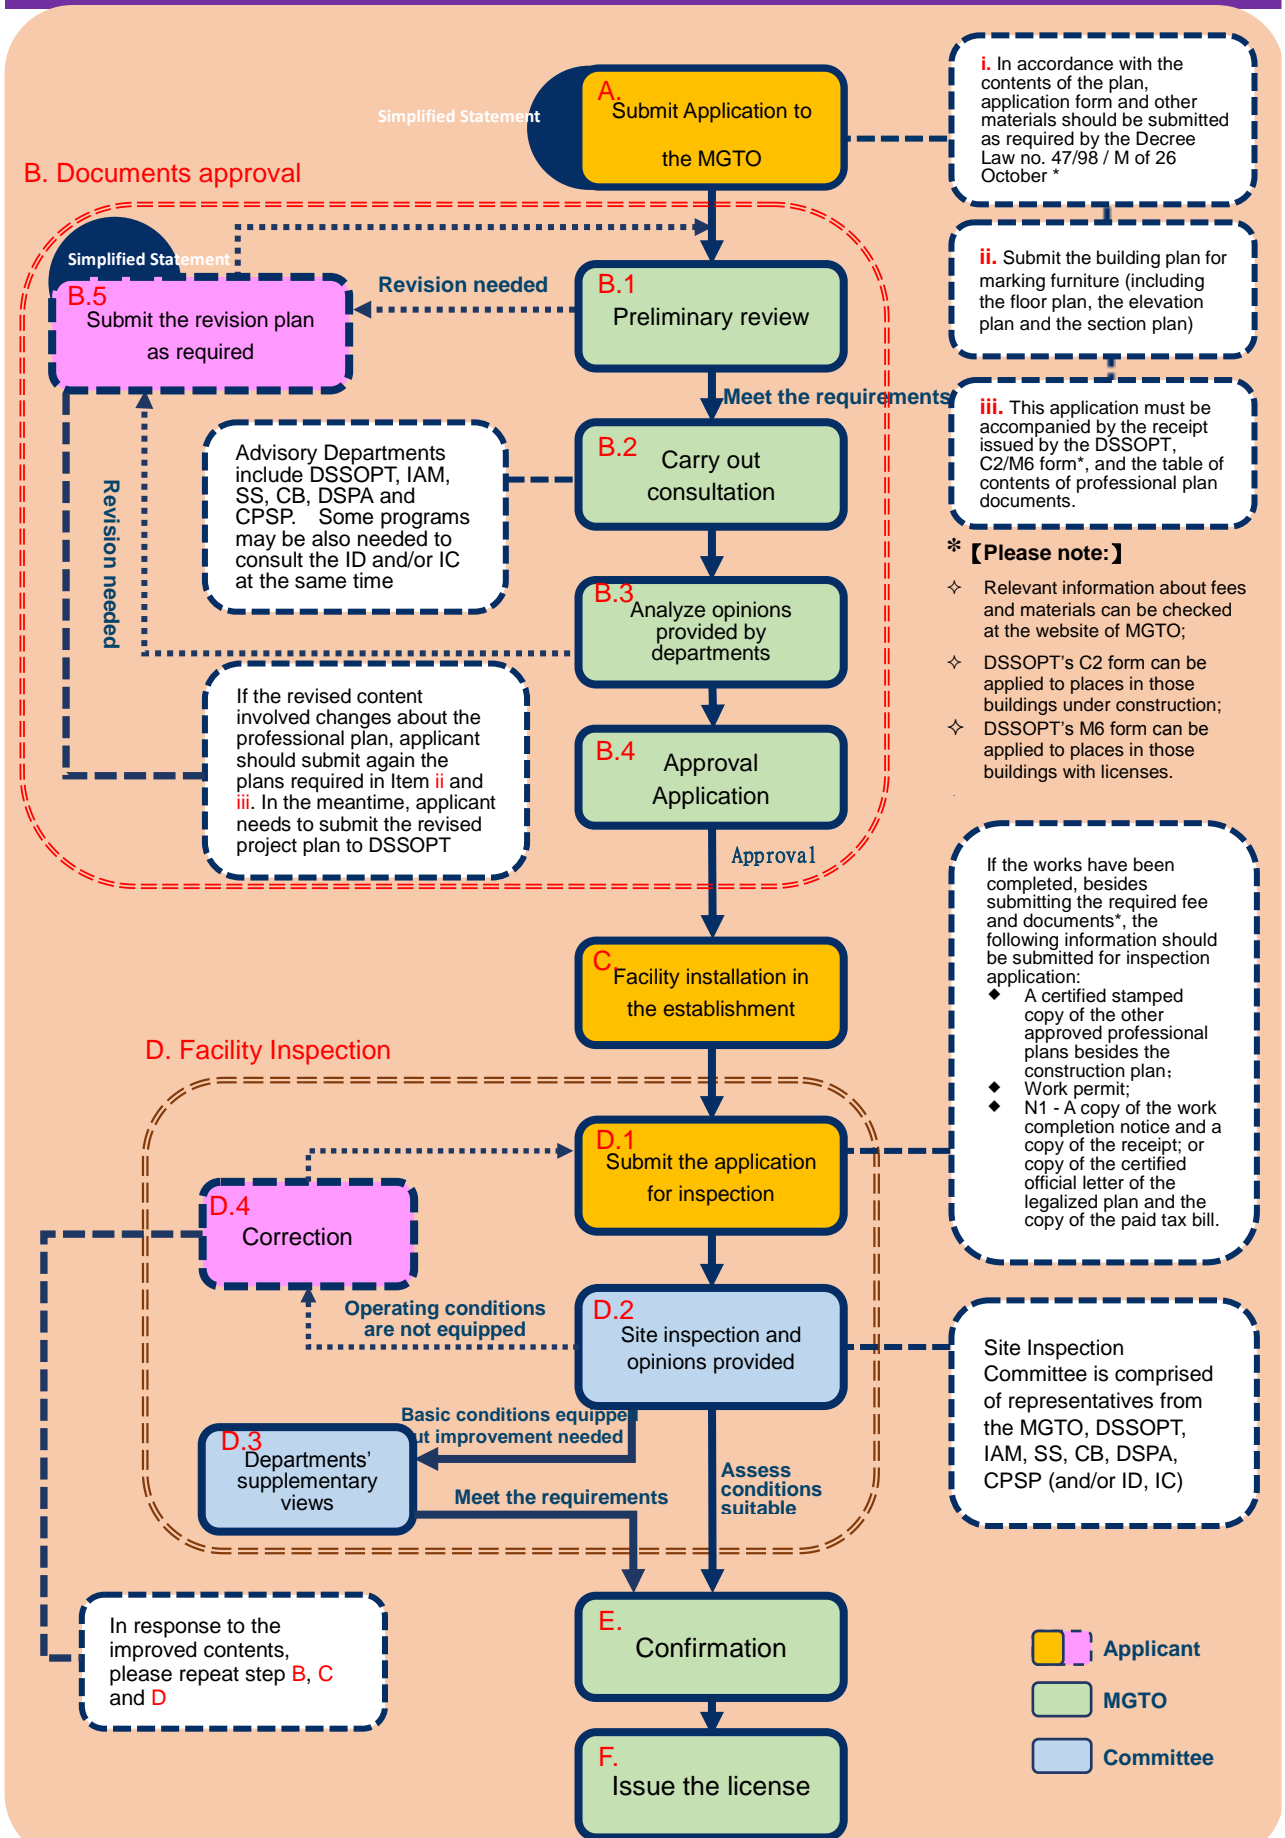 A.
Submit Application to
the MGTO
Simplified Statement
i. In accordance with the
contents of the plan,
application form and other
materials should be submitted
as required by the Decree
Law no. 47/98 / M of 26
October *
B. Documents approval
Simplified Statement
B.5
Submit the revision plan
as required
Revision needed
B.1
Preliminary review
ii. Submit the building plan for
marking furniture (including
the floor plan, the elevation
plan and the section plan)
Meet the requirements
iii. This application must be
accompanied by the receipt
issued by the DSSOPT,
C2/M6 form*, and the table of
contents of professional plan
documents.
Advisory Departments
include DSSOPT, IAM,
SS, CB, DSPA and
CPSP. Some programs
may be also needed to
consult the ID and/or IC
at the same time
B.2
Carry out
consultation
Revision needed
* 【Please note:】
✧ Relevant information about fees
and materials can be checked
at the website of MGTO;
✧ DSSOPT’s C2 form can be
applied to places in those
buildings under construction;
✧ DSSOPT’s M6 form can be
applied to places in those
buildings with licenses.
B.3
Analyze opinions
provided by
departments
If the revised content
involved changes about the
professional plan, applicant
should submit again the
plans required in Item ii and
iii. In the meantime, applicant
needs to submit the revised
project plan to DSSOPT
B.4
Approval
Application
Approval
If the works have been
completed, besides
submitting the required fee
and documents*, the
following information should
be submitted for inspection
application:
◆ A certified stamped
copy of the other
approved professional
plans besides the
construction plan;
◆ Work permit;
◆ N1 - A copy of the work
completion notice and a
copy of the receipt; or
copy of the certified
official letter of the
legalized plan and the
copy of the paid tax bill.
C.
Facility installation in
the establishment
D. Facility Inspection
D.1
Submit the application
for inspection
D.4
Correction
Operating conditions
are not equipped
D.2
Site inspection and
opinions provided
Site Inspection
Committee is comprised
of representatives from
the MGTO, DSSOPT,
IAM, SS, CB, DSPA,
CPSP (and/or ID, IC)
Basic conditions equipped
ut improvement needed
D.3
Departments’
supplementary
views
Meet the requirements
Assess
conditions
suitable
E.
Confirmation
In response to the
improved contents,
please repeat step B, C
and D
Applicant
MGTO
Committee
F.
Issue the license